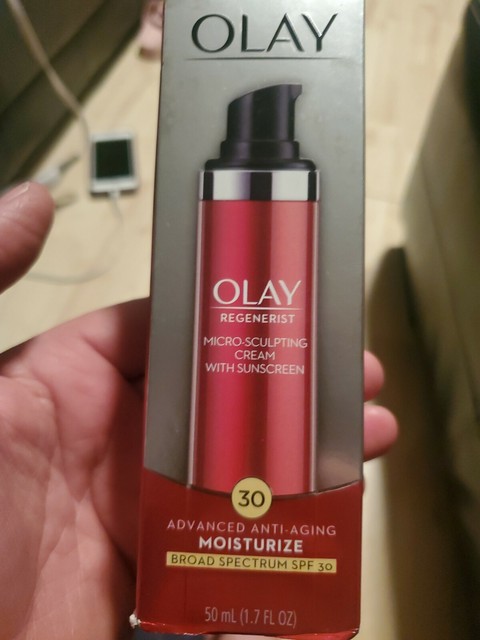 OLAY
OLAY
REGENERIST
MICRO-SCULPTING
CREAM
WITH SUNSCREEN
30
ADVANCED ANTI-AGING
MOISTURIZE
BROAD SPECTRUM SPF 30
50 mL (1.7 FL OZ)